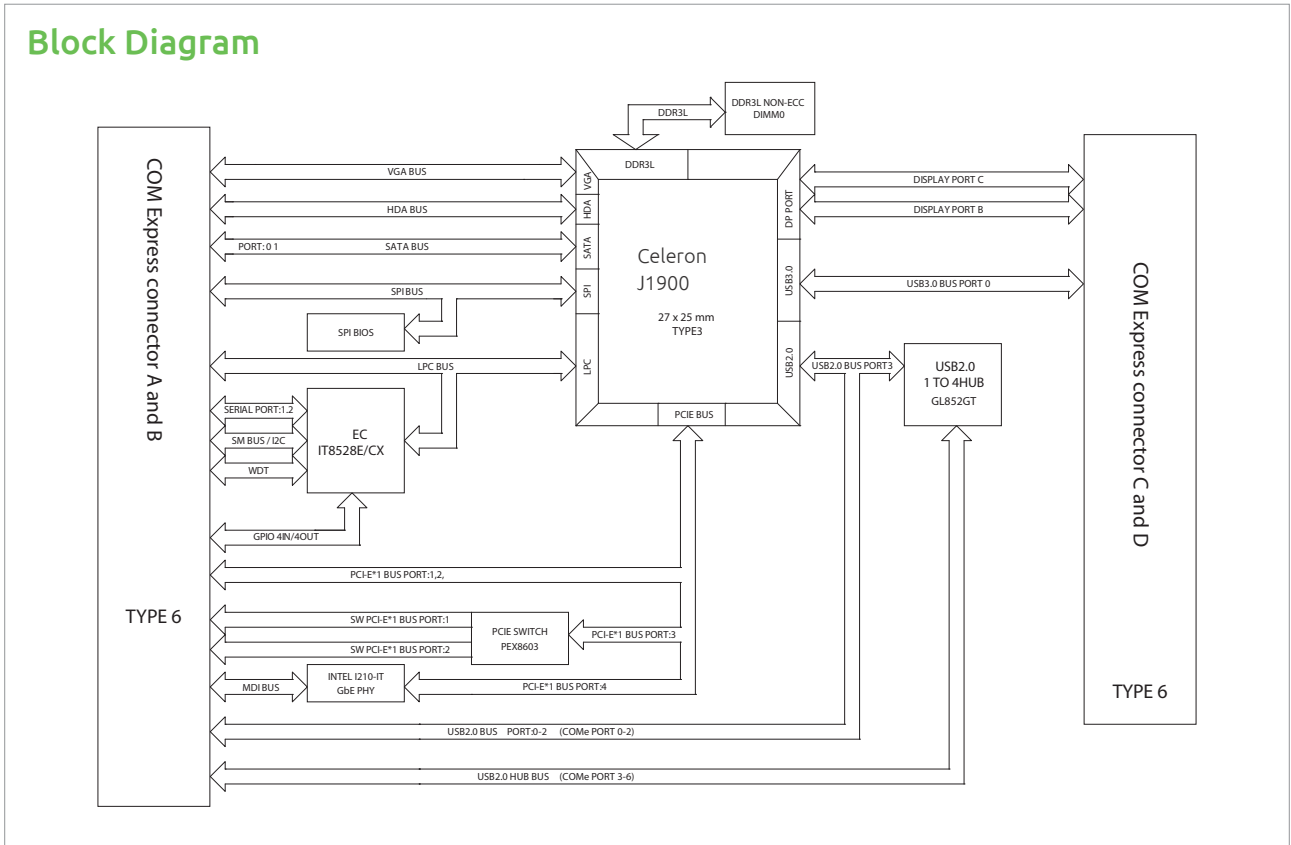 Block Diagram
DDR3L NON-ECC
DIMM0
DDR3L
COM Express connector A and B
TYPE 6
VGA BUS
HDA BUS
PORT: 0 1
SATA BUS
SPI BUS
SPI BIOS
LPC BUS
SERIAL PORT:1.2
SM BUS / I2C
WDT
EC
IT8528E/CX
GPIO 4IN/4OUT
PCI-E*1 BUS PORT:1,2,
SW PCI-E*1 BUS PORT:1
SW PCI-E*1 BUS PORT:2
PCIE SWITCH
PEX8603
PCI-E*1 BUS PORT:3
MDI BUS
INTEL I210-IT
GbE PHY
PCI-E*1 BUS PORT:4
USB2.0 BUS PORT:0-2 (COMe PORT 0-2)
USB2.0 HUB BUS (COMe PORT 3-6)
DDR3L
VGA
HDA
SATA
SPI
LPC
Celeron
J1900
27 x 25 mm
TYPE3
PCIE BUS
DP PORT
USB3.0
USB2.0
DISPLAY PORT C
DISPLAY PORT B
USB3.0 BUS PORT 0
USB2.0 BUS PORT3
USB2.0
1 TO 4HUB
GL852GT
COM Express connector C and D
TYPE 6